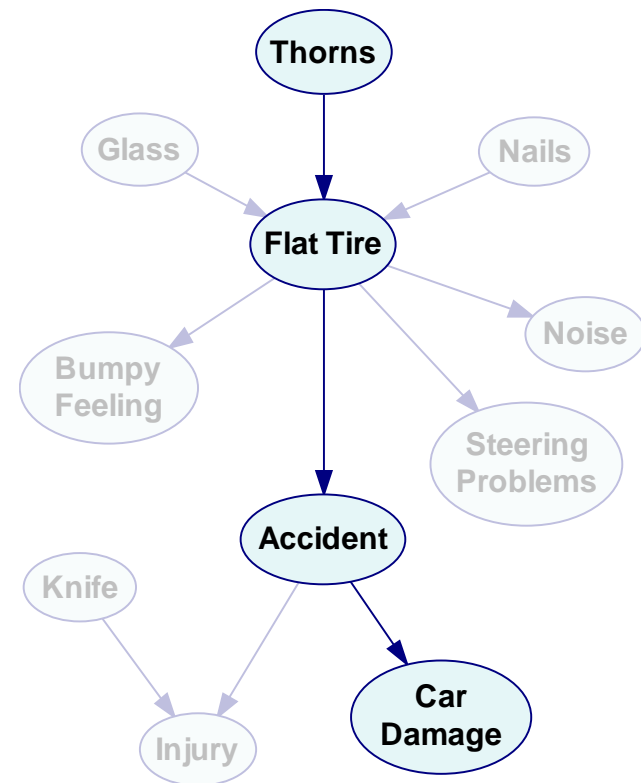 Thorns
Glass
Nails
Flat Tire
Noise
Bumpy
Feeling
Steering
Problems
Accident
Knife
Car
Damage
Injury